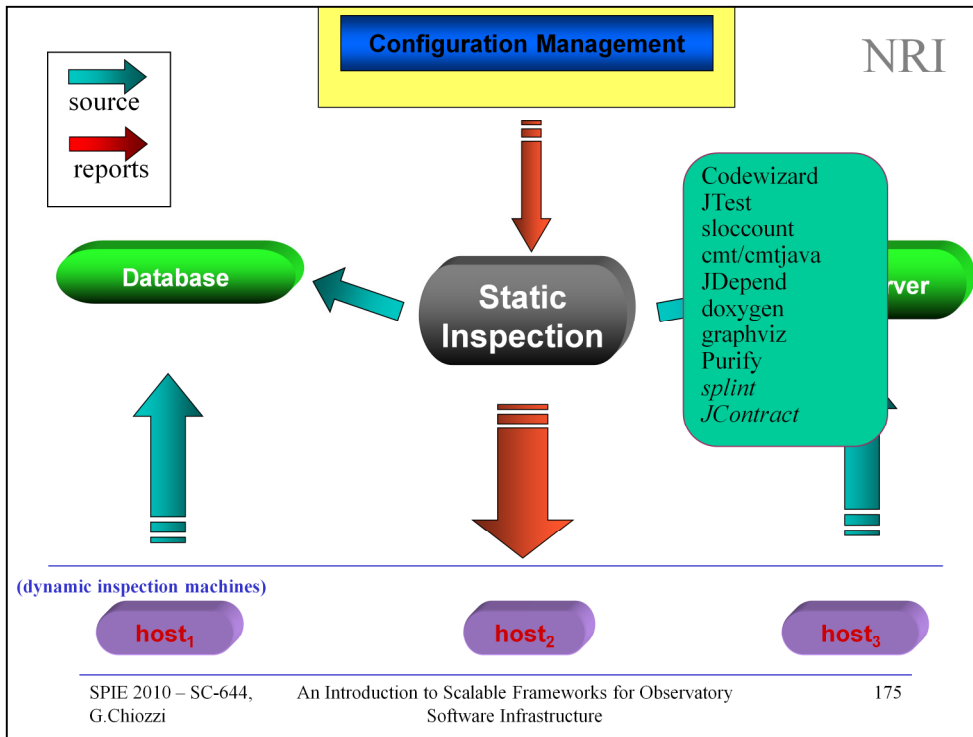 Configuration Management
NRI
source
reports
Codewizard
JTest
sloccount
cmt/cmtjava
JDepend
doxygen
graphviz
Purify
splint
JContract
Database
Static
Inspection
rver
(dynamic inspection machines)
host1
host2
host3
SPIE 2010 – SC-644,
G.Chiozzi
An Introduction to Scalable Frameworks for Observatory
Software Infrastructure
175